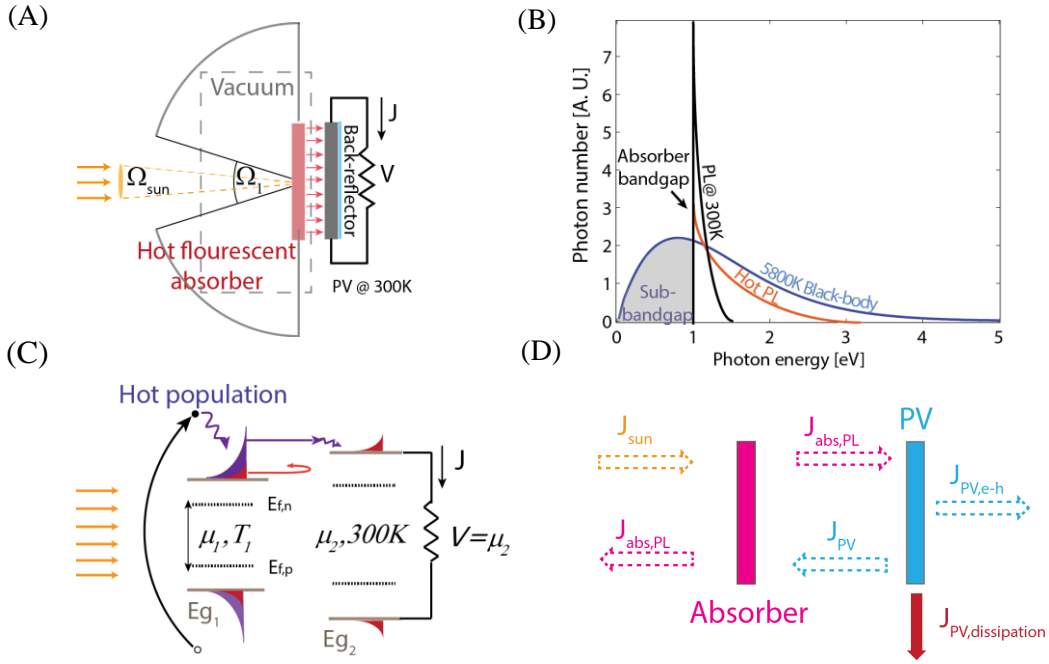 (A)
Vacuum
Ωsun
Ω1
Hot flourescent
absorber
Back-reflector
J
V
PV @ 300K
(B)
Photon number [A. U.]
7
6
5
4
3
2
1
0
Absorber
bandgap
PL@ 300K
5800K Black-body
Hot PL
Sub-
bandgap
0
1
2
3
4
5
Photon energy [eV]
(C)
Hot population
Ef,n
μ1,T1
Ef,p
Eg1
μ2,300K
Eg2
J
V=μ2
(D)
Jsun
Jabs,PL
Jabs,PL
Absorber
PV
JPV,e-h
JPV
JPV,dissipation